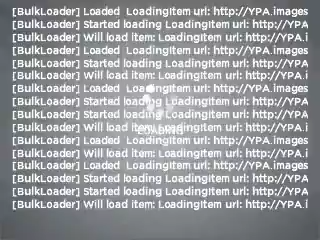 [BulkLoader] Loaded  LoadingItem url: http://YPA.images
[BulkLoader] Started loading LoadingItem url: http://YPA
[BulkLoader] Will load item: LoadingItem url: http://YPA.i
[BulkLoader] Loaded  LoadingItem url: http://YPA.images
[BulkLoader] Started loading LoadingItem url: http://YPA
[BulkLoader] Will load item: LoadingItem url: http://YPA.i
[BulkLoader] Loaded  LoadingItem url: http://YPA.images
[BulkLoader] Started loading LoadingItem url: http://YPA
[BulkLoader] Started loading LoadingItem url: http://YPA
[BulkLoader] Will load item: LoadingItem url: http://YPA.i
LOADING
[BulkLoader] Loaded  LoadingItem url: http://YPA.images
[BulkLoader] Will load item: LoadingItem url: http://YPA.i
[BulkLoader] Loaded  LoadingItem url: http://YPA.images
[BulkLoader] Started loading LoadingItem url: http://YPA
[BulkLoader] Started loading LoadingItem url: http://YPA
[BulkLoader] Will load item: LoadingItem url: http://YPA.i